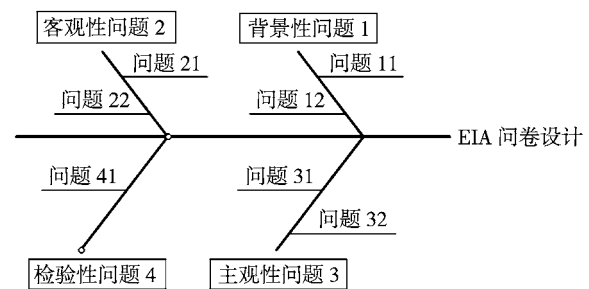 客观性问题 2
背景性问题 1
问题 21
问题 11
问题 22
问题 12
EIA 问卷设计
问题 41
问题 31
问题 32
检验性问题 4
主观性问题 3